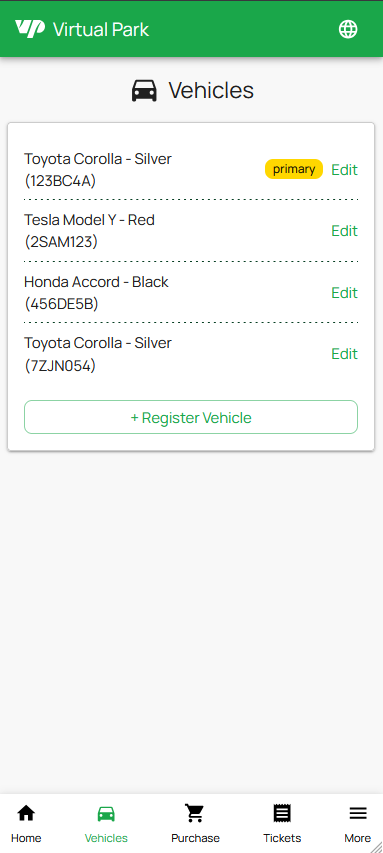 VP Virtual Park
Vehicles
Toyota Corolla - Silver
(123BC4A)
primary
Edit
Tesla Model Y - Red
(2SAM123)
Edit
Honda Accord - Black
(456DE5B)
Edit
Toyota Corolla - Silver
(7ZJN054)
Edit
+ Register Vehicle
Home
Vehicles
Purchase
Tickets
More